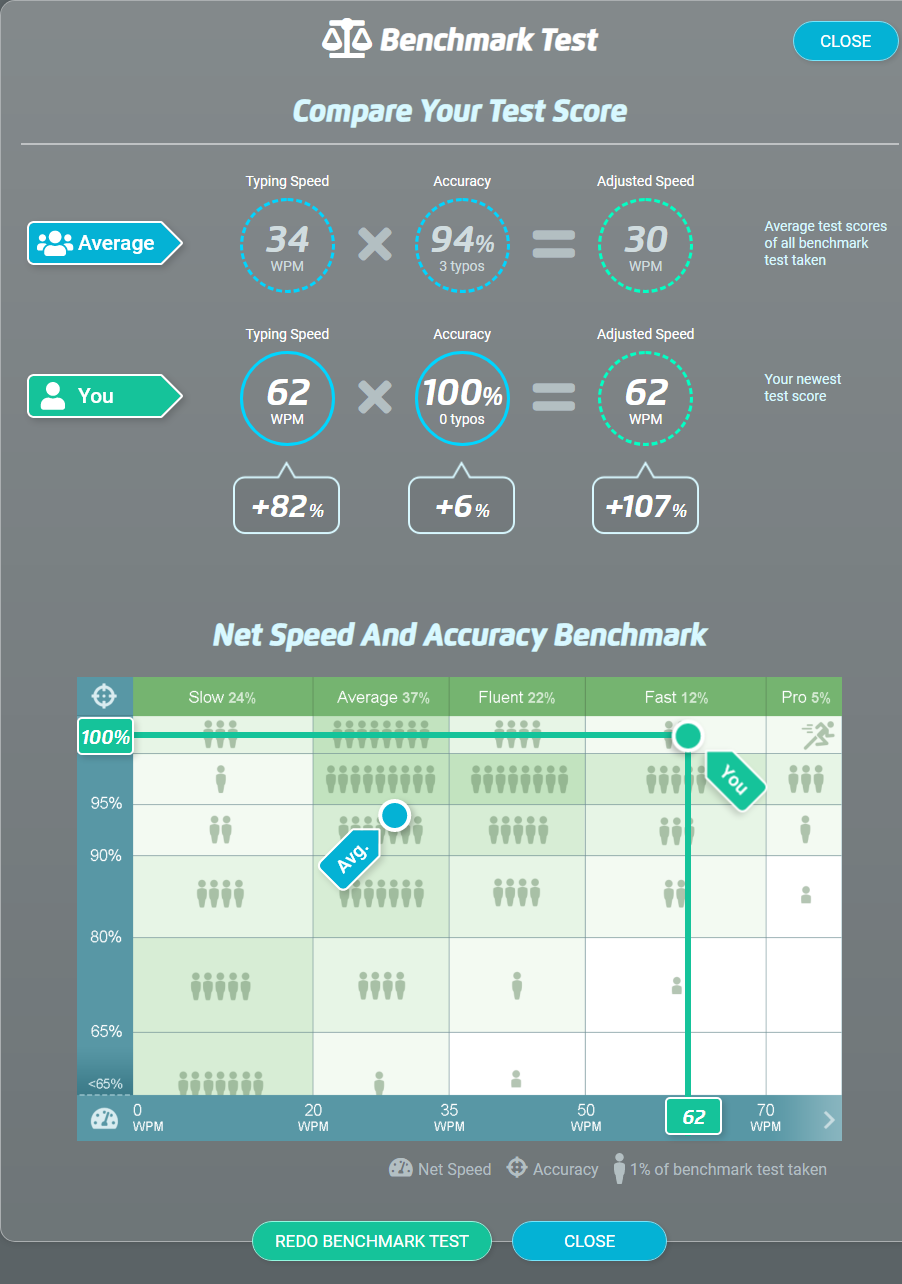 Benchmark Test
CLOSE
Compare Your Test Score
Typing Speed Accuracy Adjusted Speed
Average
34
WPM
94%
3 typos
30
WPM
Average test scores
of all benchmark
test taken
Typing Speed Accuracy Adjusted Speed
You
62
WPM
100%
0 typos
62
WPM
Your newest
test score
+82% +6% +107%
Net Speed And Accuracy Benchmark
Slow 24% Average 37% Fluent 22% Fast 12% Pro 5%
100%
You
95%
Avg.
90%
80%
65%
<65%
0 20 35 50 62 70
WPM WPM WPM WPM WPM
Net Speed Accuracy 1% of benchmark test taken
REDO BENCHMARK TEST CLOSE